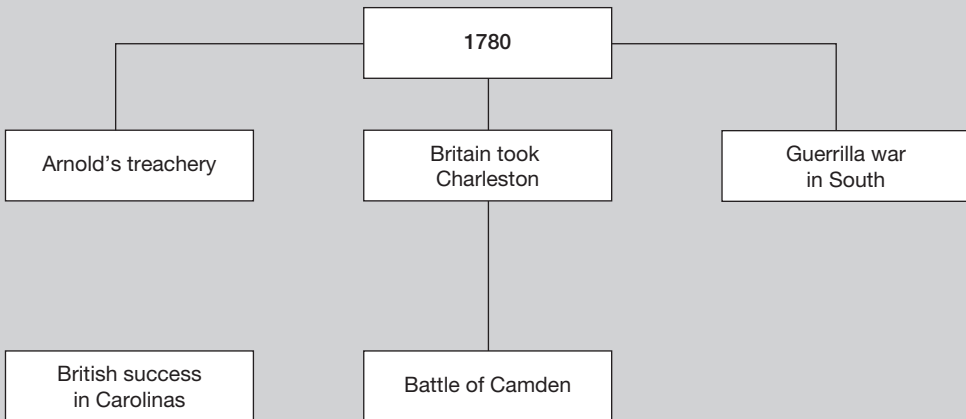 1780
Arnold’s treachery
Britain took
Charleston
Guerrilla war
in South
British success
in Carolinas
Battle of Camden